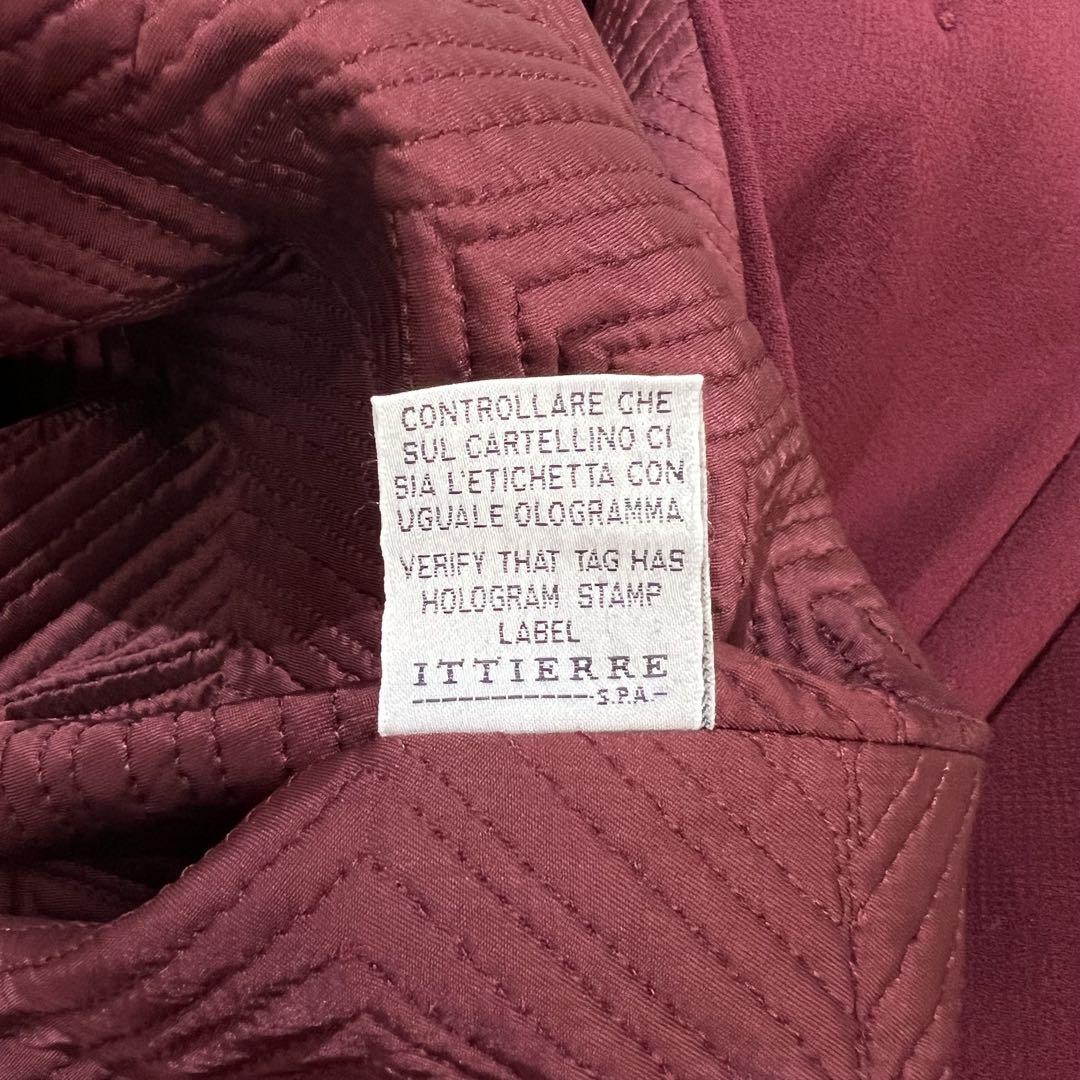 CONTROLLARE CHE
SUL CARTELLINO CI
SIA L'ETICHETTA CON
UGUALE OLOGRAMMA
VERIFY THAT TAG HAS
HOLOGRAM STAMP
LABEL
ITTIERRE
S.P.A.